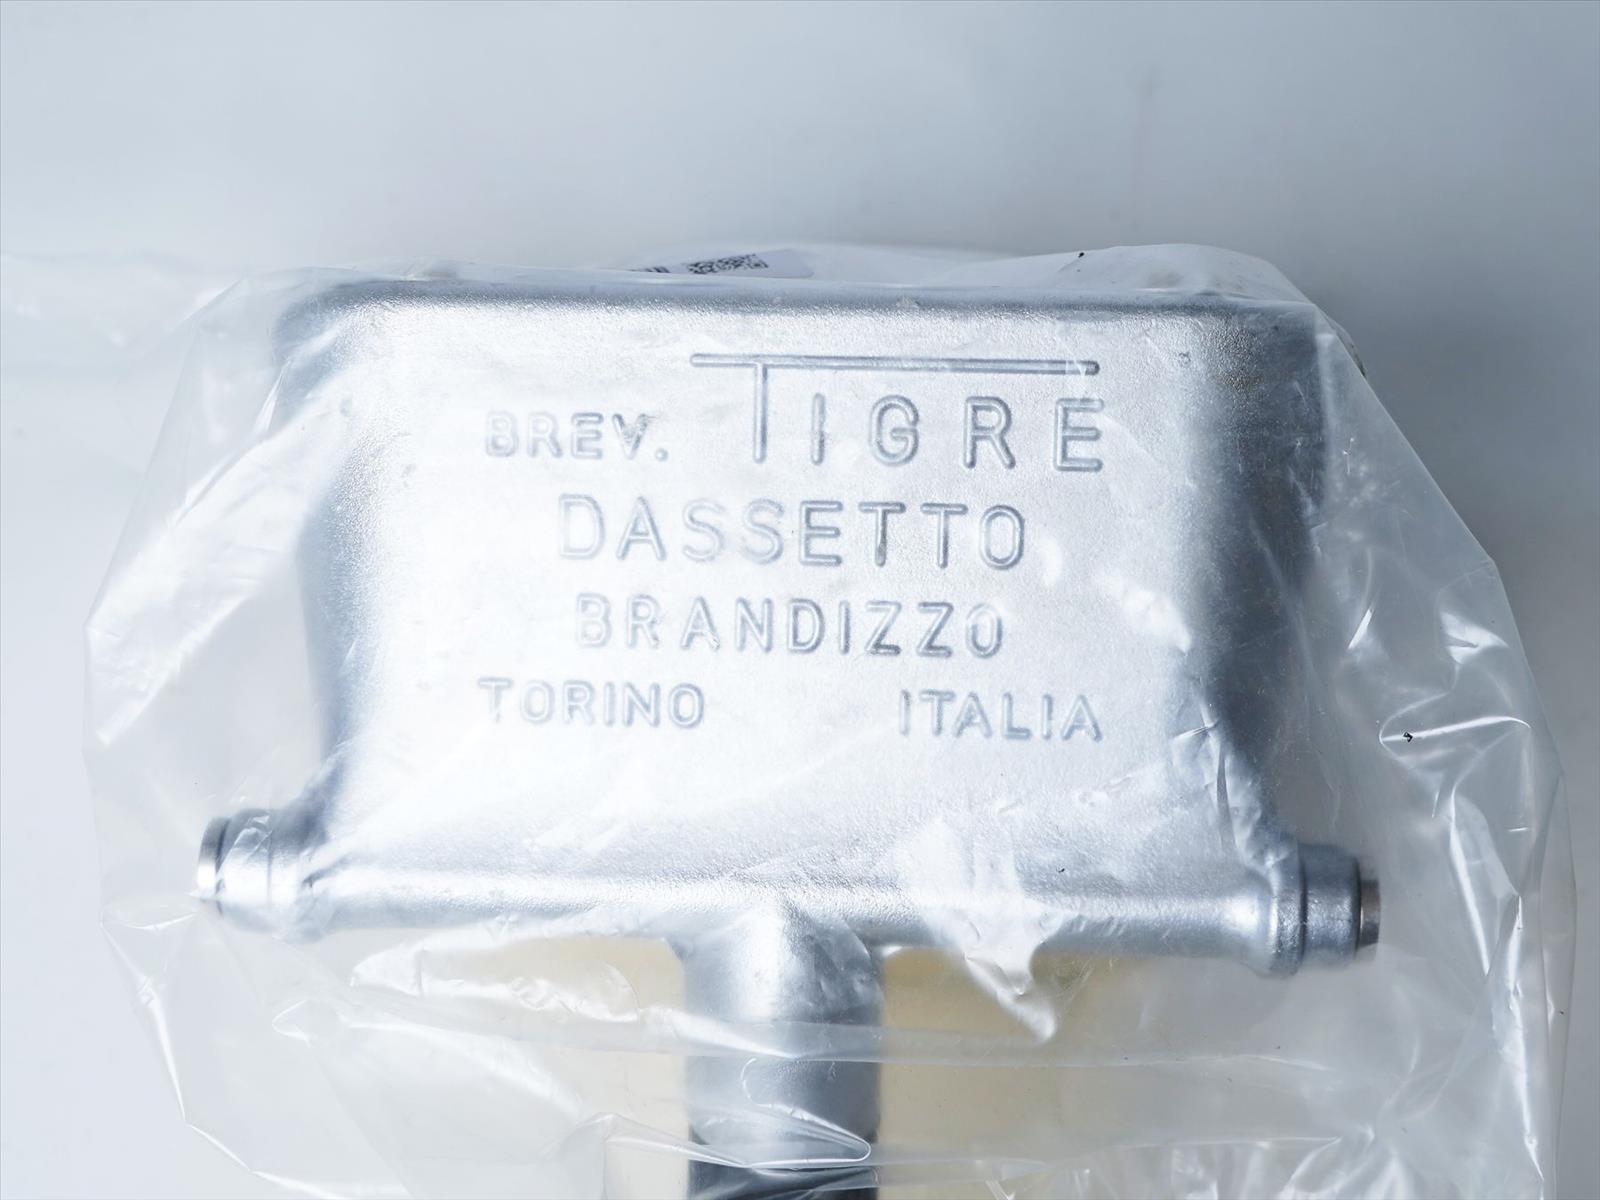 BREV. TIGRE
DASSETTO
BRANDIZZO
TORINO ITALIA